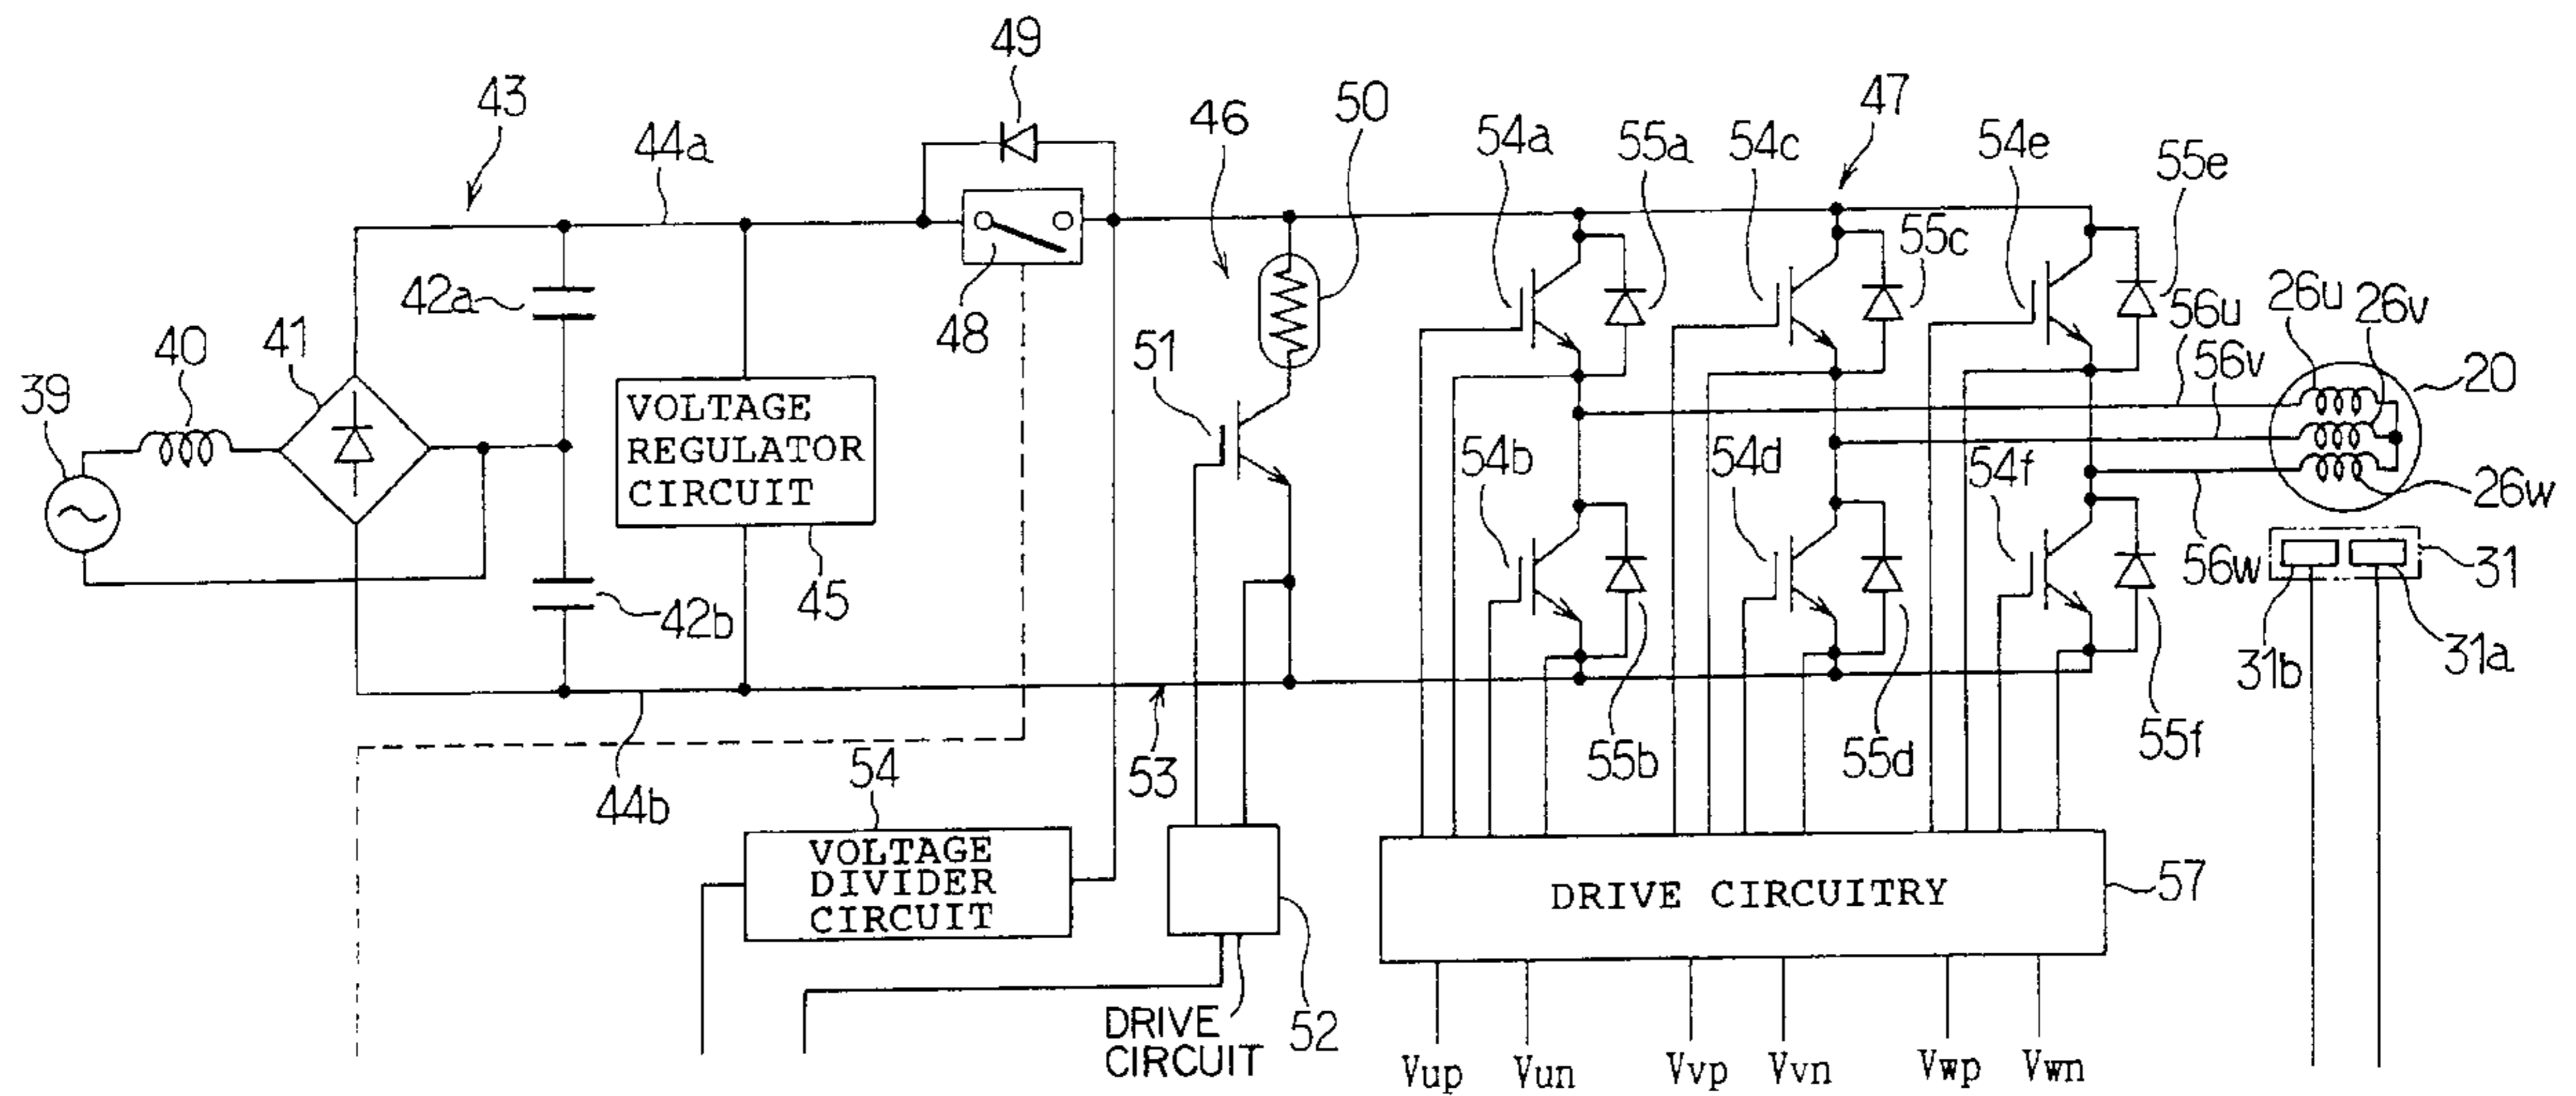 49
43
46
50
47
44a
54a
55a
54c
54e
55e
55c
42a
48
40
41
51
56u
26u
26v
56v
20
39
VOLTAGE
REGULATOR
CIRCUIT
54b
54d
54f
26w
56w
31
45
42b
31b
31a
53
55b
55d
55f
44b
54
VOLTAGE
DIVIDER
CIRCUIT
DRIVE CIRCUITRY
57
DRIVE
CIRCUIT
52
Vup
Vun
Vvp
Vvn
Vwp
Vwn